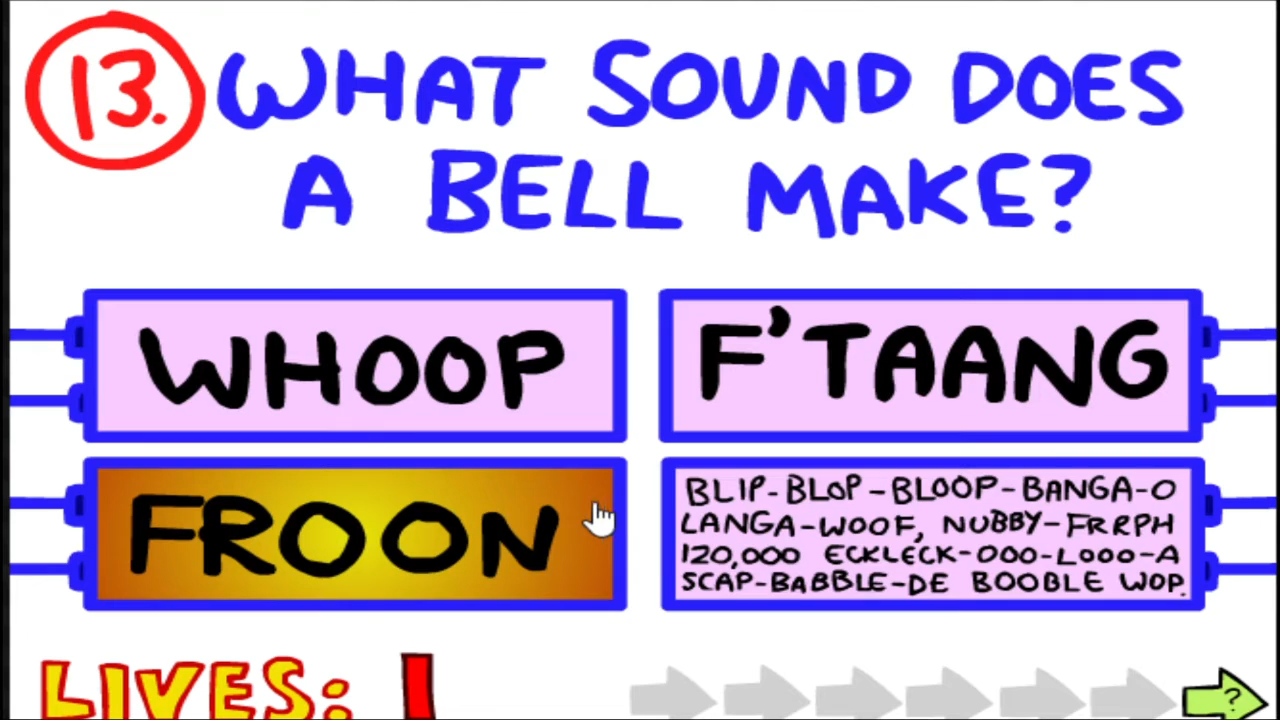 13. WHAT SOUND DOES
A BELL MAKE?
WHOOP
F'TAANG
FROON
BLIP-BLOP-BLOOP-BANGA-O
LANGA-WOOF, NUBBY-FRRPH
120,000 ECKLECK-OOO-LOOO-A
SCAP-BABBLE-DE BOOBLE WOP.
LIVES: 1
?